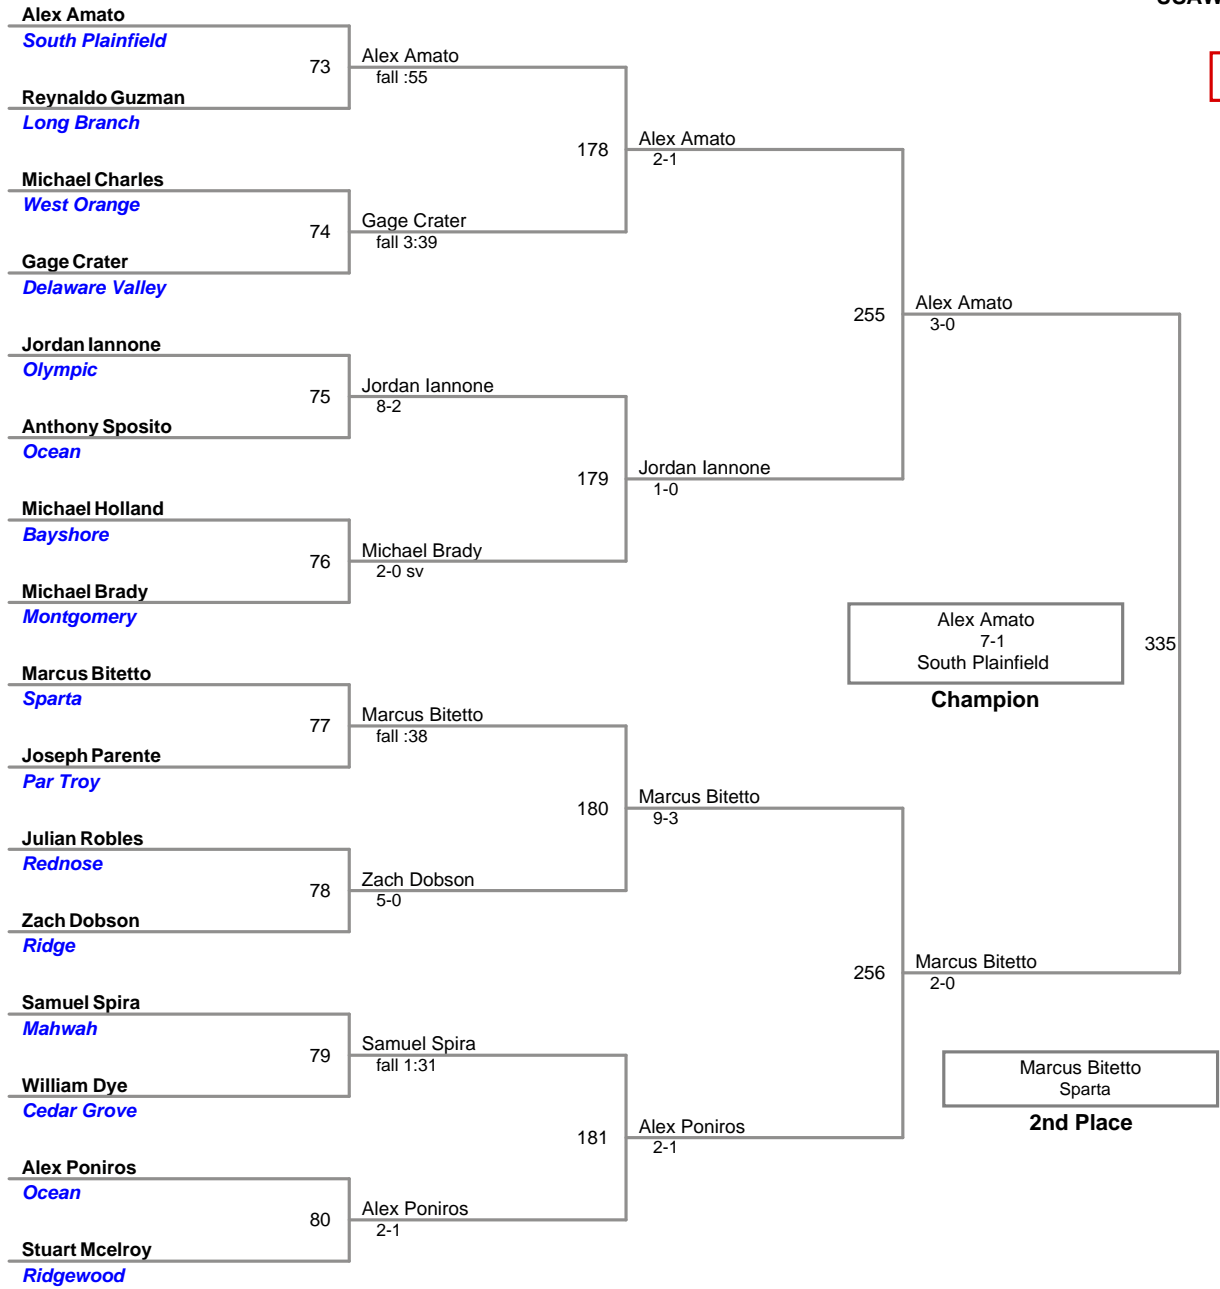 Alex Amato
South Plainfield
73
Alex Amato
fall :55
Reynaldo Guzman
Long Branch
178
Alex Amato
2-1
Michael Charles
West Orange
74
Gage Crater
fall 3:39
Gage Crater
Delaware Valley
255
Alex Amato
3-0
Jordan Iannone
Olympic
75
Jordan Iannone
8-2
Anthony Sposito
Ocean
179
Jordan Iannone
1-0
Michael Holland
Bayshore
76
Michael Brady
2-0 sv
Michael Brady
Montgomery
Alex Amato
7-1
South Plainfield
335
Champion
Marcus Bitetto
Sparta
77
Marcus Bitetto
fall :38
Joseph Parente
Par Troy
180
Marcus Bitetto
9-3
Julian Robles
Rednose
78
Zach Dobson
5-0
Zach Dobson
Ridge
256
Marcus Bitetto
2-0
Samuel Spira
Mahwah
79
Samuel Spira
fall 1:31
William Dye
Cedar Grove
Marcus Bitetto
Sparta
2nd Place
181
Alex Poniros
2-1
Alex Poniros
Ocean
80
Alex Poniros
2-1
Stuart Mcelroy
Ridgewood